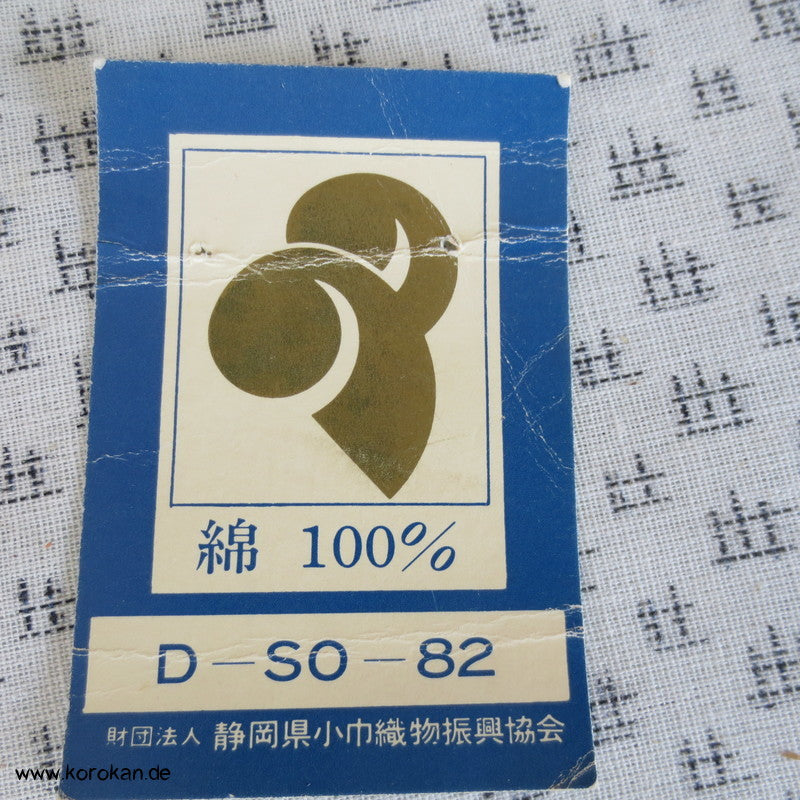 綿 100%
D-SO-82
財団法人 静岡県小巾織物振興協会
www.korokan.de